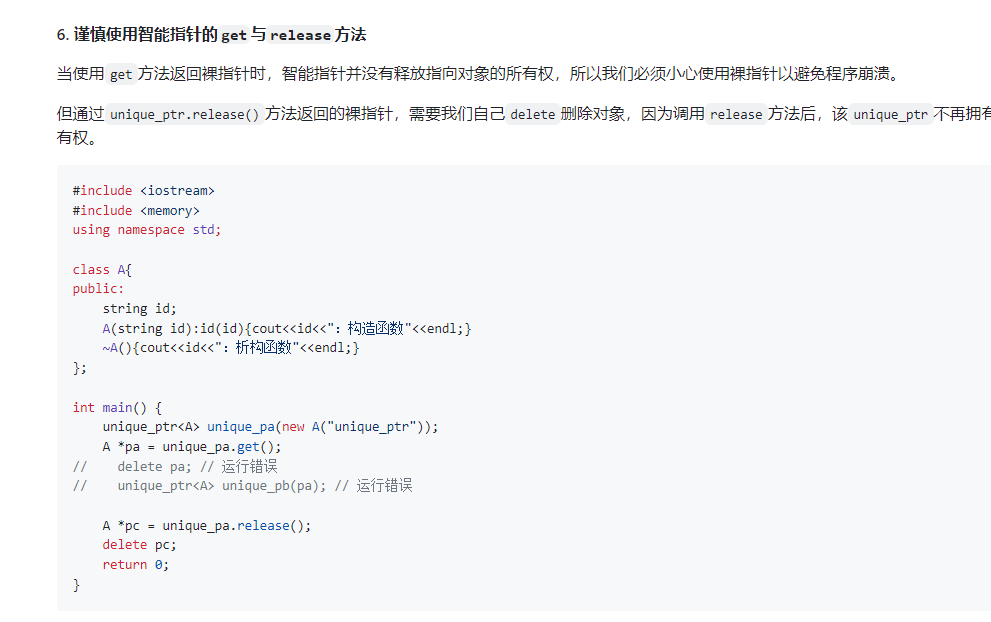 6. 谨慎使用智能指针的 get 与 release 方法
当使用 get 方法返回裸指针时，智能指针并没有释放指向对象的所有权，所以我们必须小心使用裸指针以避免程序崩溃。
但通过 unique_ptr.release() 方法返回的裸指针，需要我们自己 delete 删除对象，因为调用 release 方法后，该 unique_ptr 不再拥有
有权。
#include <iostream>
#include <memory>
using namespace std;
class A{
public:
string id;
A(string id):id(id){cout<<id<<"：构造函数"<<endl;}
~A(){cout<<id<<"：析构函数"<<endl;}
};
int main() {
unique_ptr<A> unique_pa(new A("unique_ptr"));
A *pa = unique_pa.get();
// delete pa; // 运行错误
// unique_ptr<A> unique_pb(pa); // 运行错误
A *pc = unique_pa.release();
delete pc;
return 0;
}